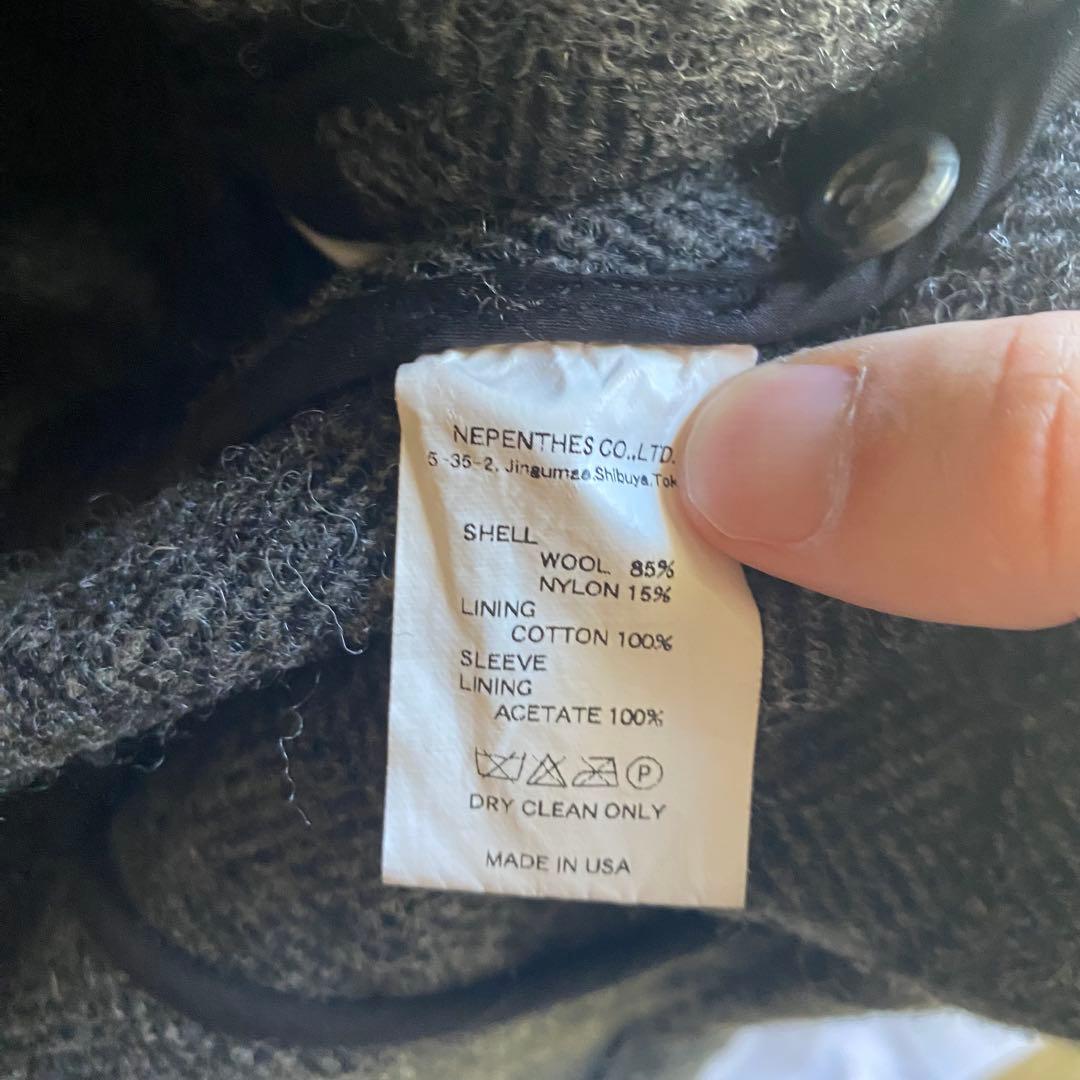 NEPENTHES CO.,LTD.
5-35-2, Jingumae,Shibuya,Tok
SHELL
WOOL 85%
NYLON 15%
LINING
COTTON 100%
SLEEVE
LINING
ACETATE 100%
P
DRY CLEAN ONLY
MADE IN USA